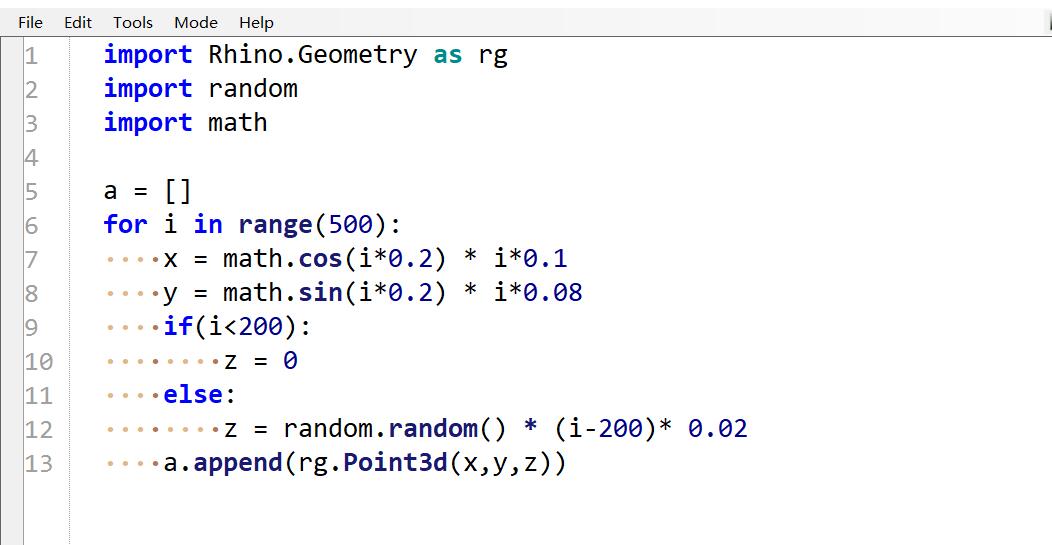 File Edit Tools Mode Help
1 import Rhino.Geometry as rg
2 import random
3 import math
4
5 a = []
6 for i in range(500):
7 ····x = math.cos(i*0.2) * i*0.1
8 ····y = math.sin(i*0.2) * i*0.08
9 ····if(i<200):
10 ········z = 0
11 ····else:
12 ········z = random.random() * (i-200)* 0.02
13 ····a.append(rg.Point3d(x,y,z))